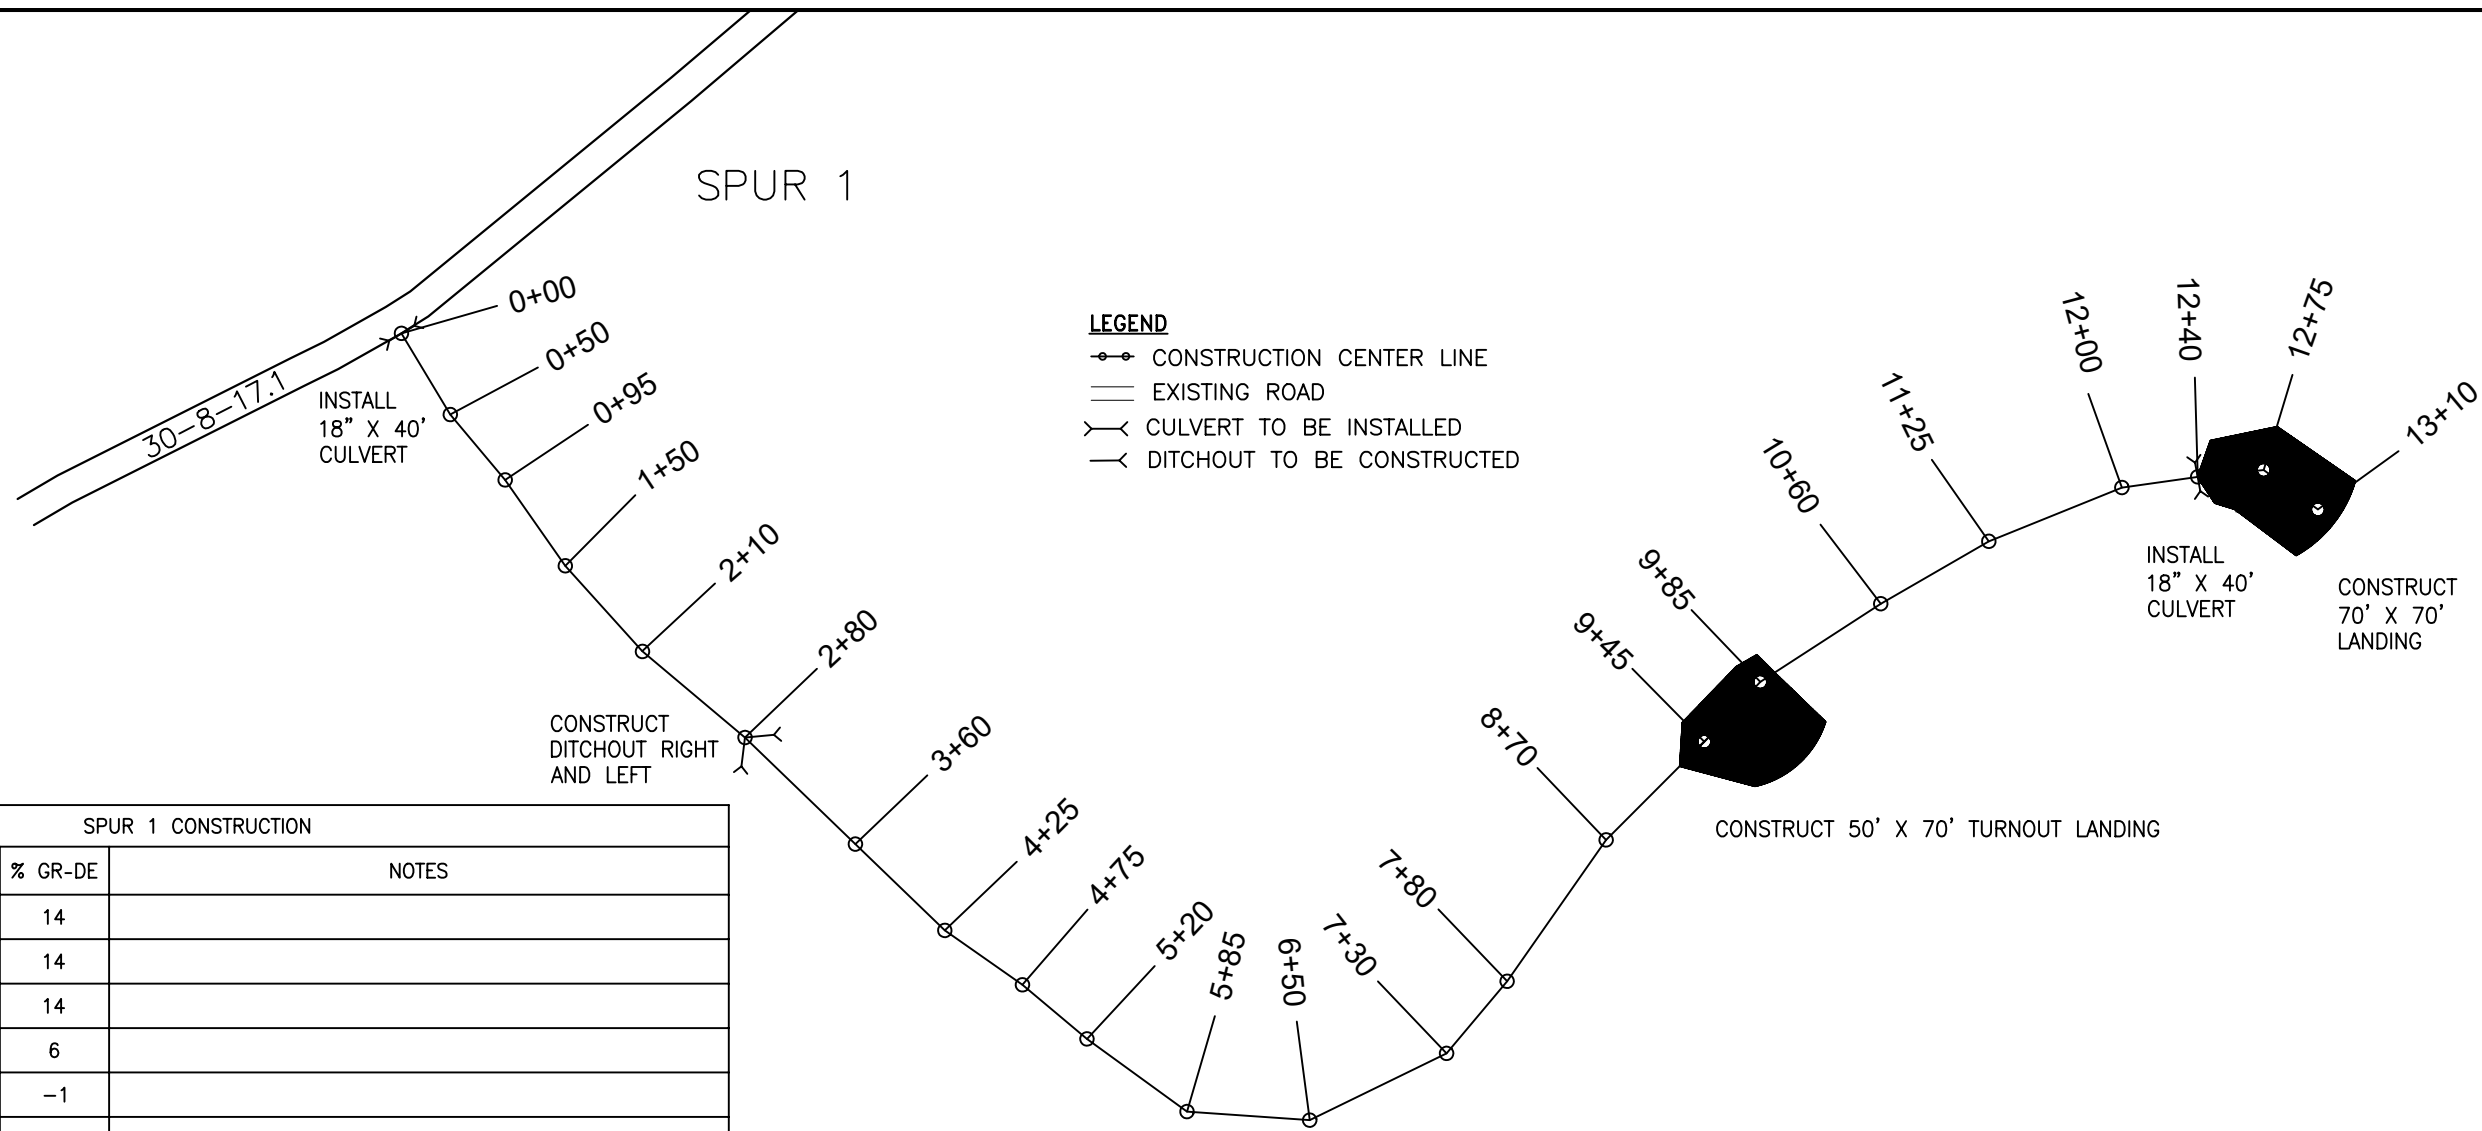 SPUR 1
30-8-17.1
INSTALL
18" X 40'
CULVERT
0+00
0+50
0+95
1+50
2+10
2+80
CONSTRUCT
DITCHOUT RIGHT
AND LEFT
3+60
4+25
4+75
5+20
5+85
6+50
7+30
7+80
8+70
9+45
9+85
10+60
11+25
12+00
12+40
12+75
13+10
LEGEND
CONSTRUCTION CENTER LINE
EXISTING ROAD
CULVERT TO BE INSTALLED
DITCHOUT TO BE CONSTRUCTED
INSTALL
18" X 40'
CULVERT
CONSTRUCT
70' X 70'
LANDING
CONSTRUCT 50' X 70' TURNOUT LANDING
SPUR 1 CONSTRUCTION
% GR-DE NOTES
14
14
14
6
-1